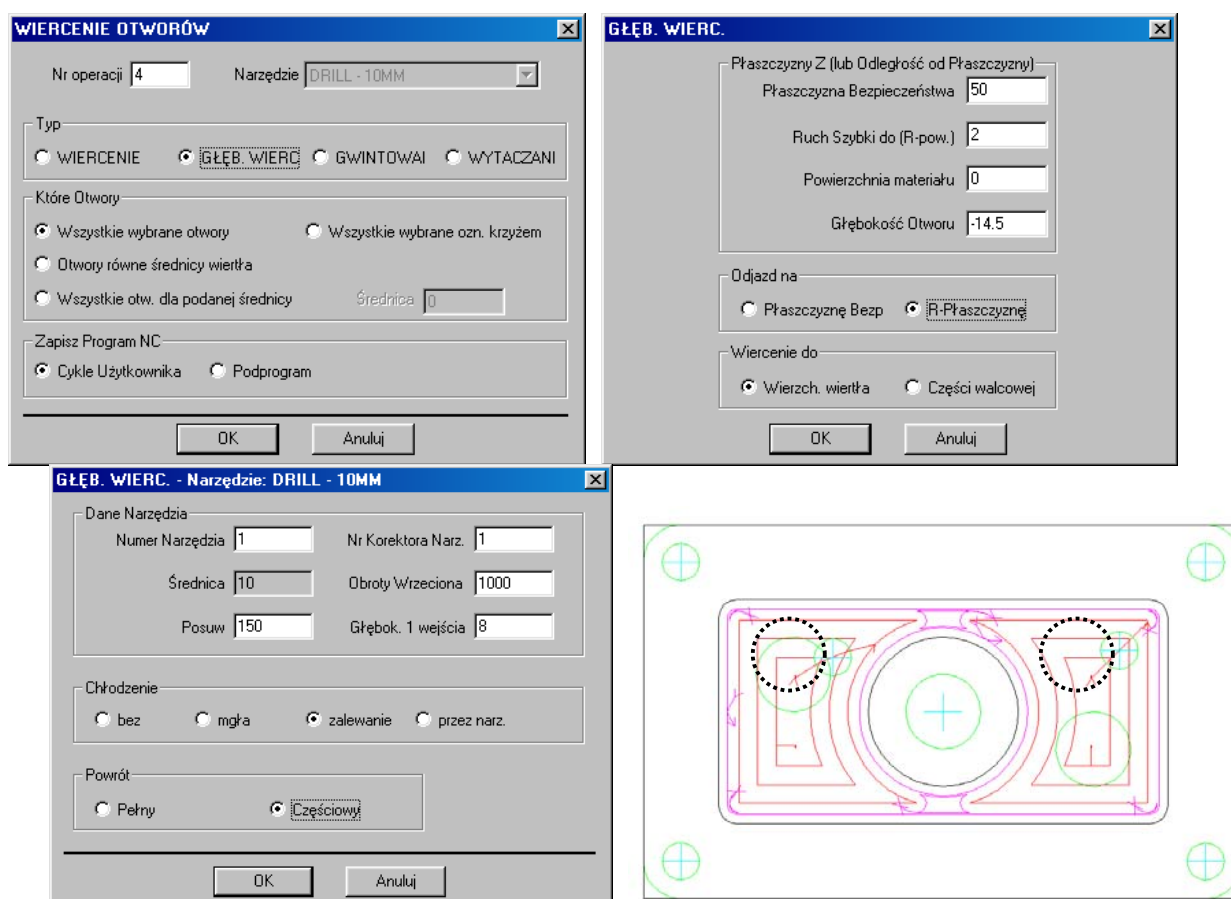 WIERCENIE OTWORÓW
Nr operacji 4 Narzędzie DRILL - 10MM
Typ
WIERCENIE GŁĘB. WIERC GWINTOWAI WYTACZANI
Które Otwory
Wszystkie wybrane otwory Wszystkie wybrane ozn. krzyżem
Otwory równe średnicy wiertła
Wszystkie otw. dla podanej średnicy Średnica 0
Zapisz Program NC
Cykle Użytkownika Podprogram
OK Anuluj
GŁĘB. WIERC.
Płaszczyzny Z (lub Odległość od Płaszczyzny)
Płaszczyzna Bezpieczeństwa 50
Ruch Szybki do (R-pow.) 2
Powierzchnia materiału 0
Głębokość Otworu -14.5
Odjazd na
Płaszczyznę Bezp R-Płaszczyznę
Wiercenie do
Wierzch. wiertła Części walcowej
OK Anuluj
GŁĘB. WIERC. - Narzędzie: DRILL - 10MM
Dane Narzędzia
Numer Narzędzia 1 Nr Korektora Narz. 1
Średnica 10 Obroty Wrzeciona 1000
Posuw 150 Głębok. 1 wejścia 8
Chłodzenie
bez mgła zalewanie przez narz.
Powrót
Pełny Częściowy
OK Anuluj